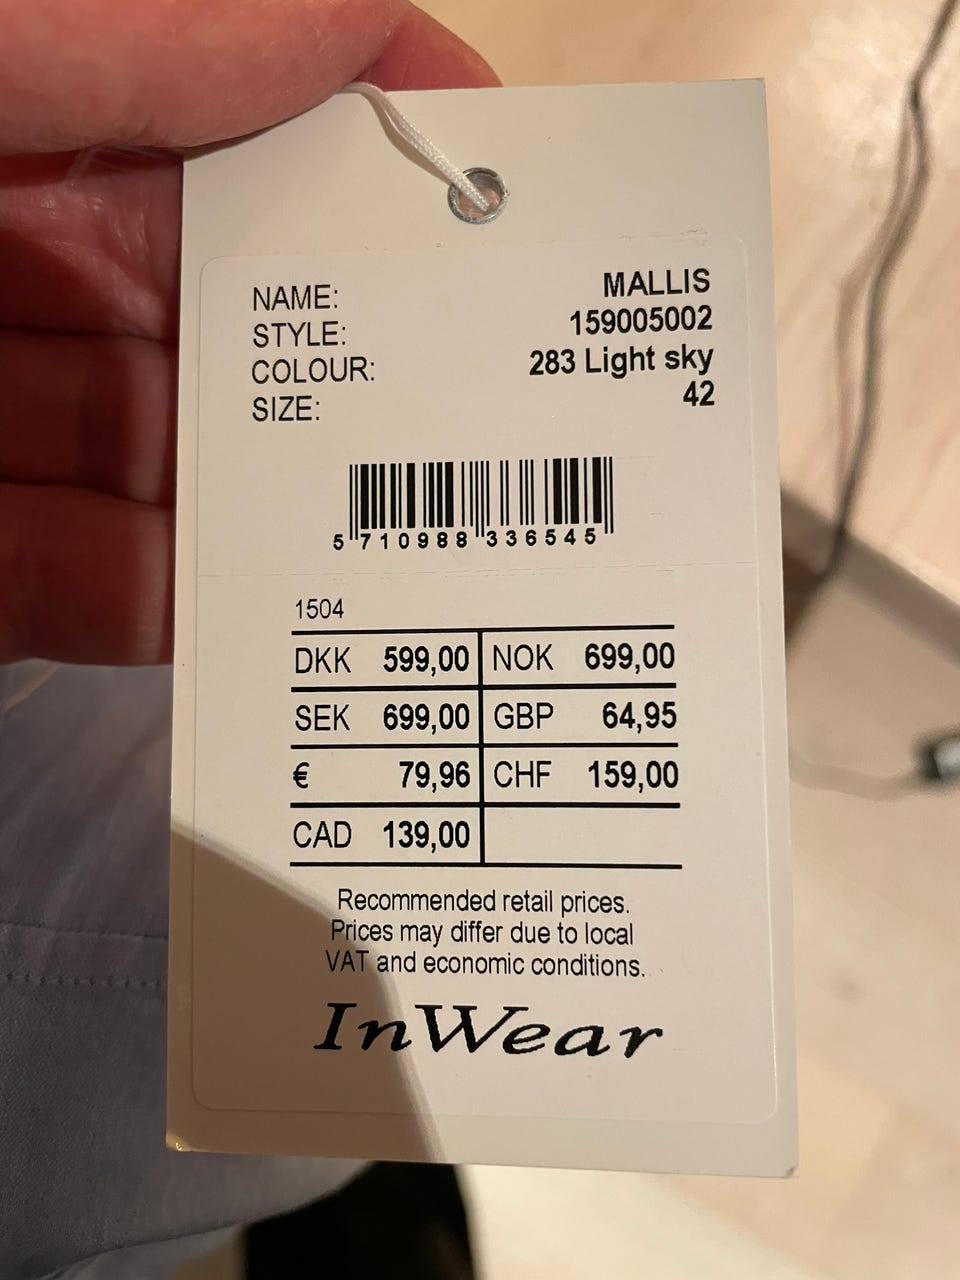 NAME: MALLIS
STYLE: 159005002
COLOUR: 283 Light sky
SIZE: 42
5 710988 336545
1504
DKK 599,00 NOK 699,00
SEK 699,00 GBP 64,95
€ 79,96 CHF 159,00
CAD 139,00
Recommended retail prices.
Prices may differ due to local
VAT and economic conditions.
InWear